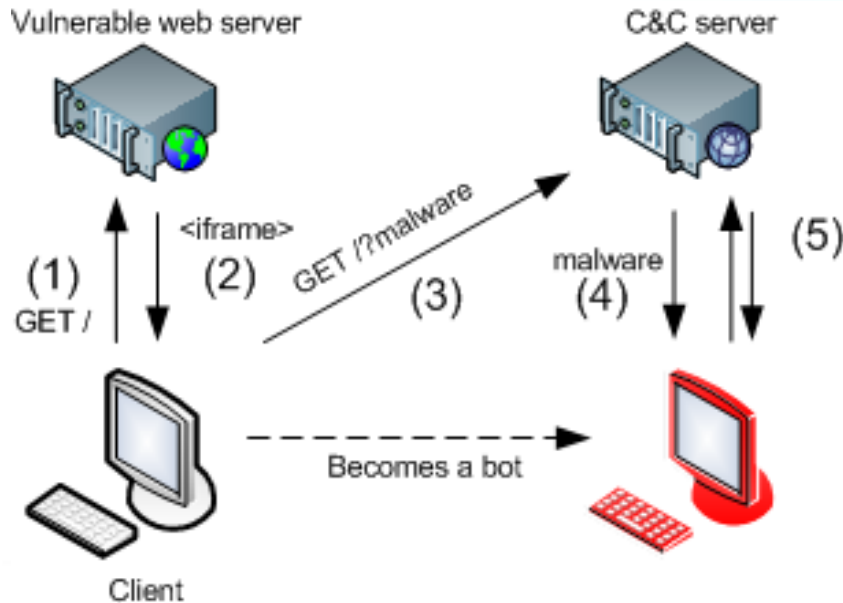 Vulnerable web server
C&C server
<iframe>
(1)
(2)
GET /
GET /?malware
(3)
malware
(4)
(5)
Becomes a bot
Client